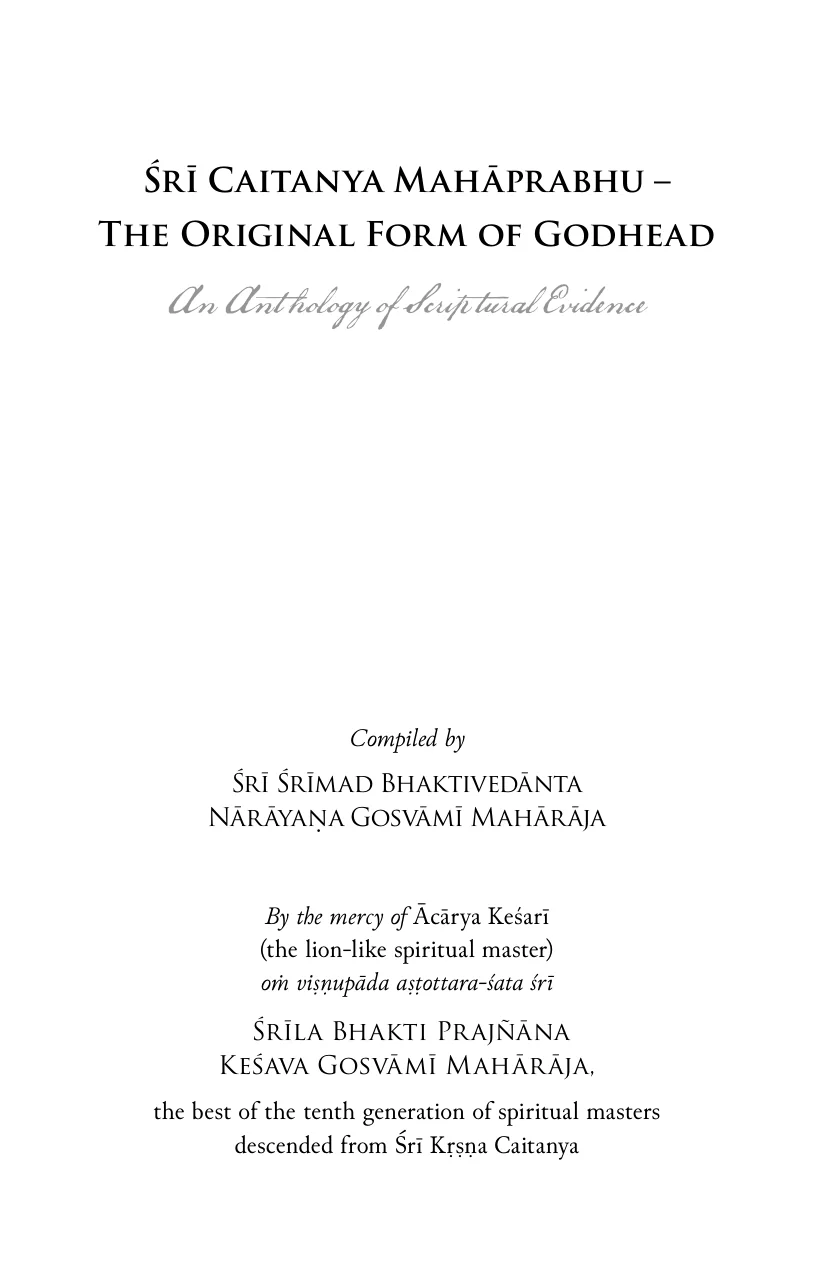 Śrī Caitanya Mahāprabhu –
The Original Form of Godhead
An Anthology of Scriptural Evidence
Compiled by
Śrī Śrīmad Bhaktivedānta
Nārāyaṇa Gosvāmī Mahārāja
By the mercy of Ācārya Keśarī
(the lion-like spiritual master)
oṁ viṣṇupāda aṣṭottara-śata śrī
Śrīla Bhakti Prajñāna
Keśava Gosvāmī Mahārāja,
the best of the tenth generation of spiritual masters
descended from Śrī Kṛṣṇa Caitanya